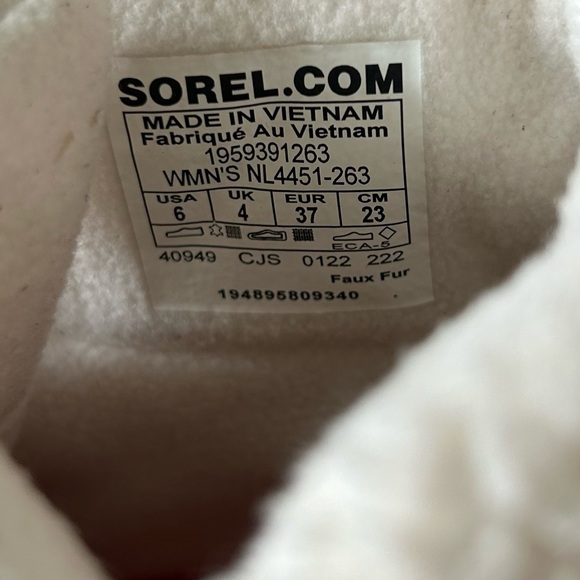 SOREL.COM
MADE IN VIETNAM
Fabriqué Au Vietnam
1959391263
WMN'S NL4451-263
USA UK EUR CM
6 4 37 23
ECA-5
40949 CJS 0122 222
Faux Fur
194895809340